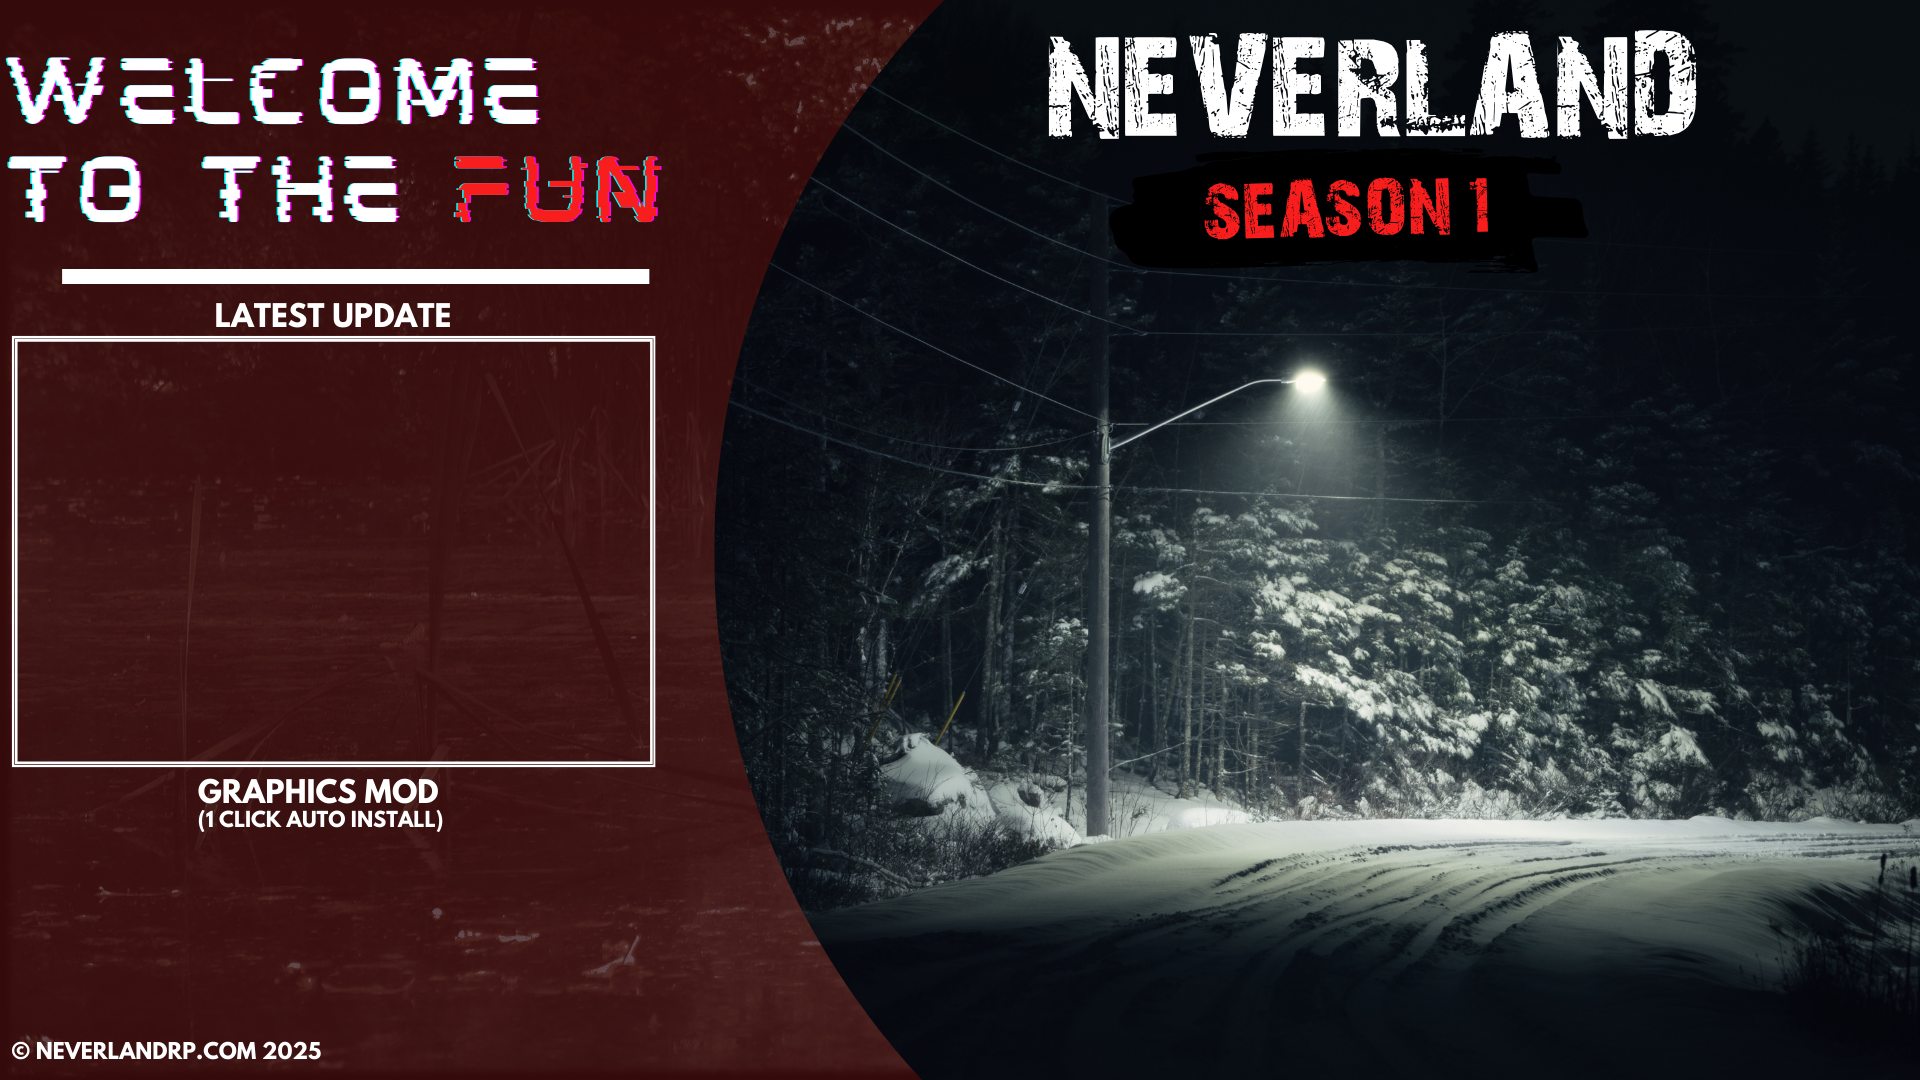 WELCOME
TO THE FUN
LATEST UPDATE
GRAPHICS MOD
(1 CLICK AUTO INSTALL)
© NEVERLANDRP.COM 2025
NEVERLAND
SEASON 1